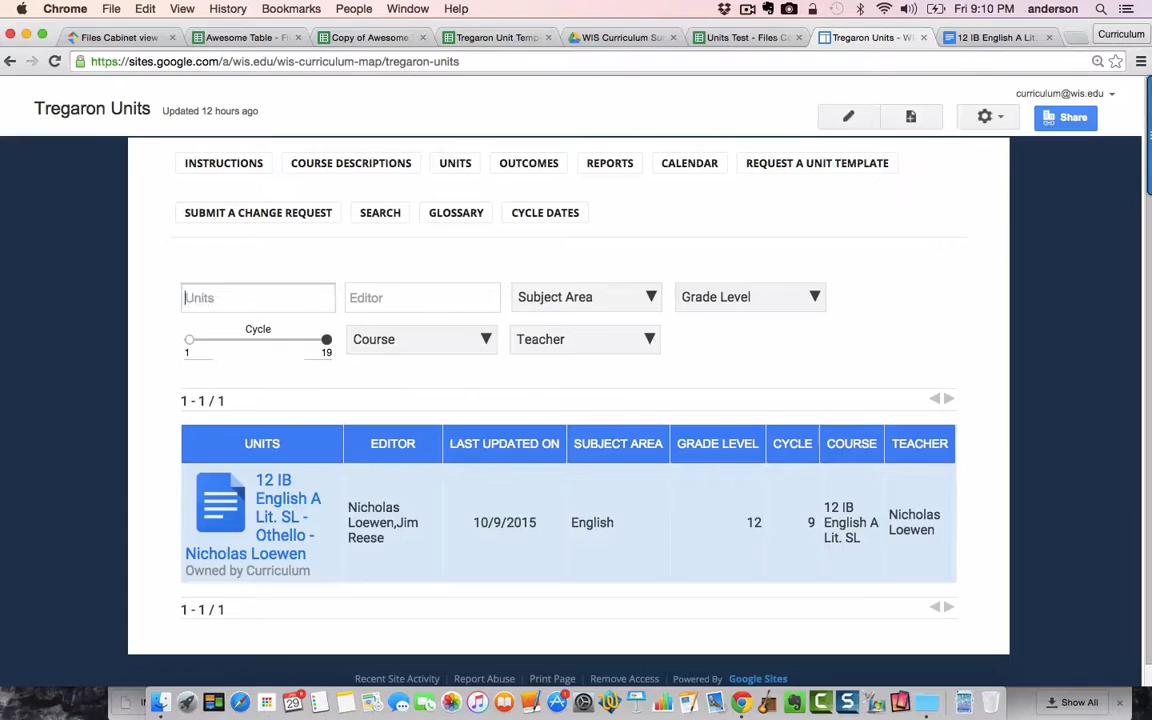 Chrome File Edit View History Bookmarks People Window Help Fri 9:10 PM anderson
Files Cabinet view Awesome Table - Fi Copy of Awesome Tregaron Unit Temp WIS Curriculum Su Units Test - Files C Tregaron Units - W 12 IB English A Lit. Curriculum
https://sites.google.com/a/wis.edu/wis-curriculum-map/tregaron-units
curriculum@wis.edu
Tregaron Units Updated 12 hours ago
Share
INSTRUCTIONS COURSE DESCRIPTIONS UNITS OUTCOMES REPORTS CALENDAR REQUEST A UNIT TEMPLATE
SUBMIT A CHANGE REQUEST SEARCH GLOSSARY CYCLE DATES
Units Editor Subject Area Grade Level
Cycle
Course Teacher
1 19
1 - 1 / 1
UNITS EDITOR LAST UPDATED ON SUBJECT AREA GRADE LEVEL CYCLE COURSE TEACHER
12 IB
English A
Lit. SL -
Othello -
Nicholas Loewen
Owned by Curriculum
Nicholas
Loewen,Jim
Reese
10/9/2015
English
12
9
12 IB
English A
Lit. SL
Nicholas
Loewen
1 - 1 / 1
Recent Site Activity Report Abuse Print Page Remove Access Powered By Google Sites
29
Show All